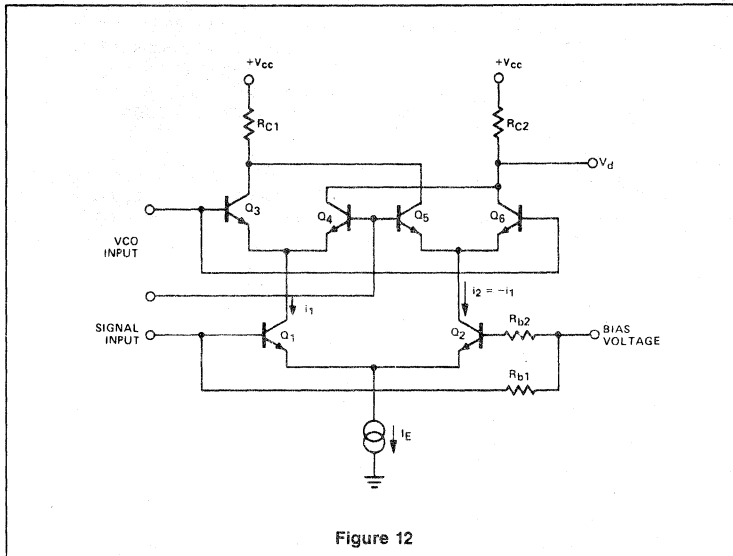 +Vcc
+Vcc
RC1
RC2
Vd
Q3
Q4
Q5
Q6
VCO
INPUT
i1
i2 = -i1
SIGNAL
INPUT
Q1
Q2
Rb2
BIAS
VOLTAGE
Rb1
IE
Figure 12